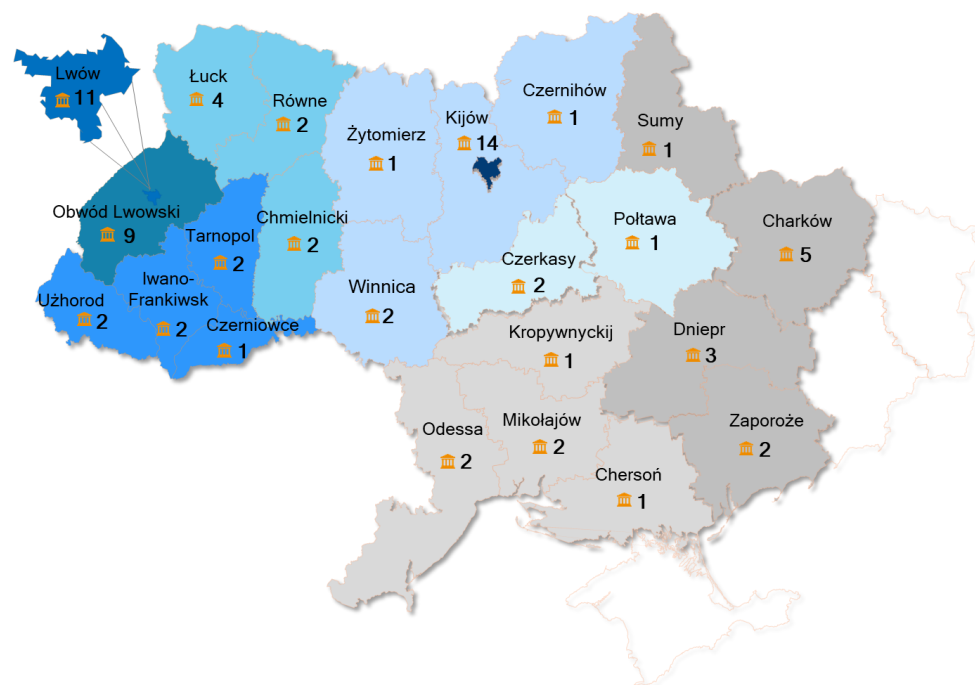 Lwów
11
Łuck
4
Równe
2
Żytomierz
1
Kijów
14
Czernihów
1
Sumy
1
Obwód Lwowski
9
Tarnopol
2
Chmielnicki
2
Połtawa
1
Charków
5
Użhorod
2
Iwano-
Frankiwsk
2
Czerniowce
1
Winnica
2
Czerkasy
2
Kropywnyckij
1
Dniepr
3
Odessa
2
Mikołajów
2
Chersoń
1
Zaporoże
2